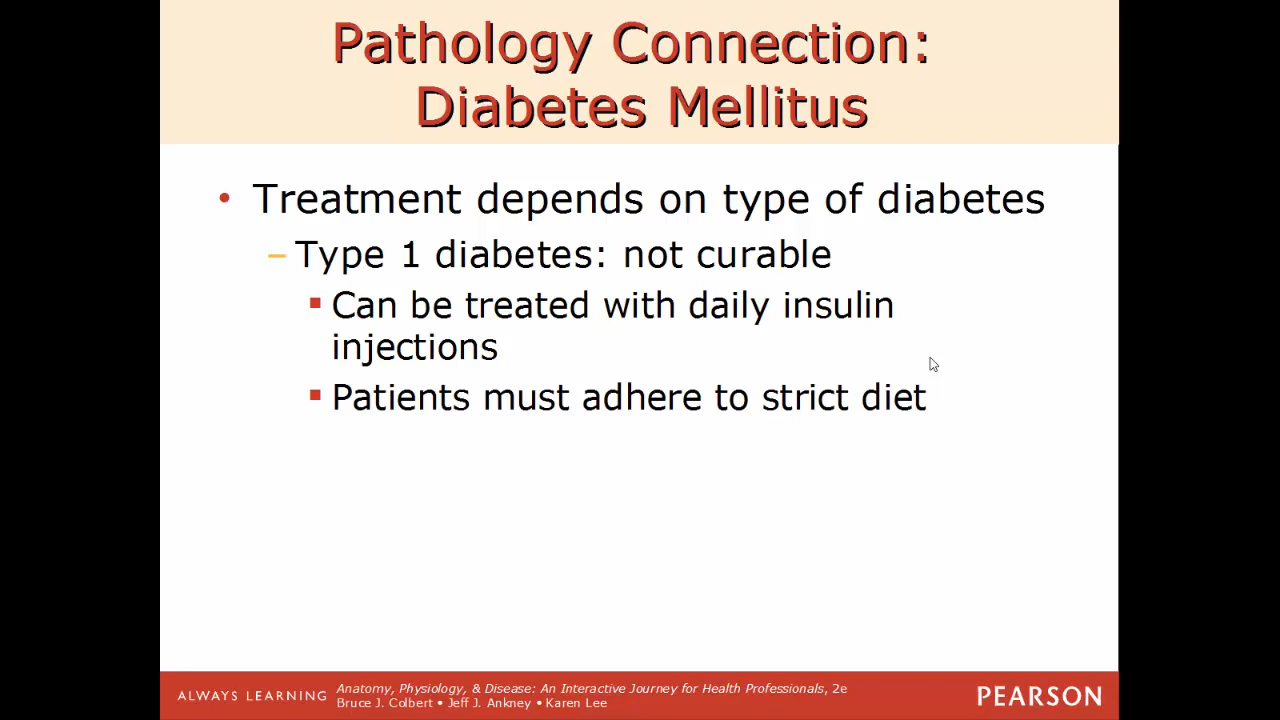 Pathology Connection:
Diabetes Mellitus
• Treatment depends on type of diabetes
– Type 1 diabetes: not curable
▪ Can be treated with daily insulin
injections
▪ Patients must adhere to strict diet
ALWAYS LEARNING
Anatomy, Physiology, & Disease: An Interactive Journey for Health Professionals, 2e
Bruce J. Colbert • Jeff J. Ankney • Karen Lee
PEARSON